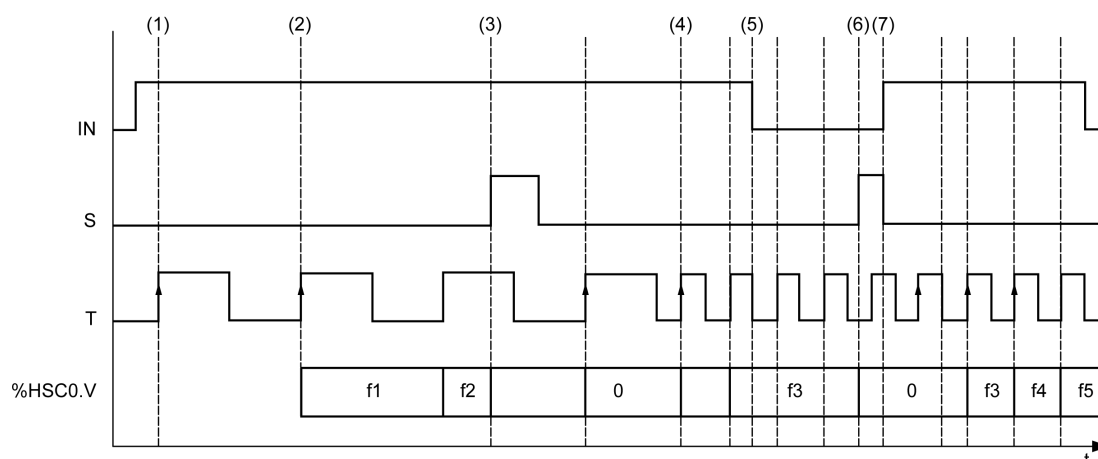 (1) (2) (3) (4) (5) (6) (7)
IN
S
T
%HSC0.V f1 f2 0 f3 0 f3 f4 f5
t